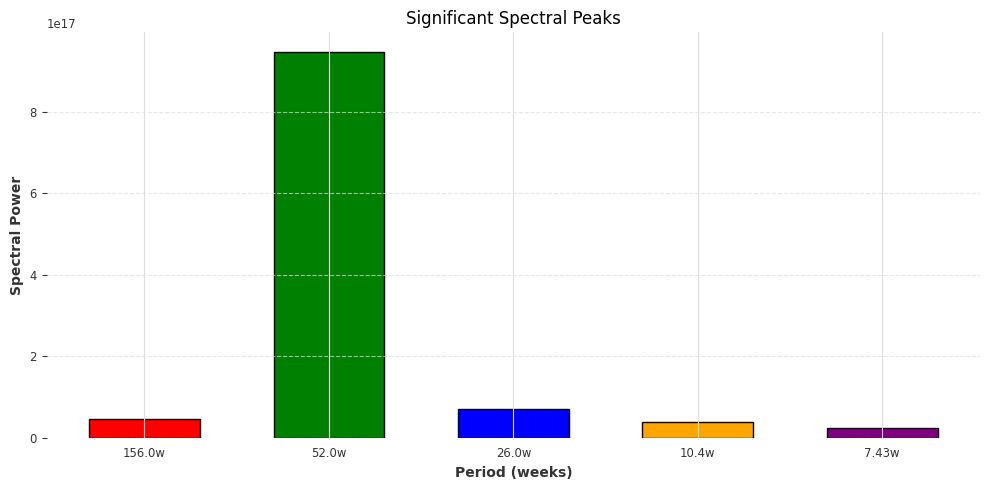 Significant Spectral Peaks
1e17
8
6
4
2
0
Spectral Power
156.0w 52.0w 26.0w 10.4w 7.43w
Period (weeks)